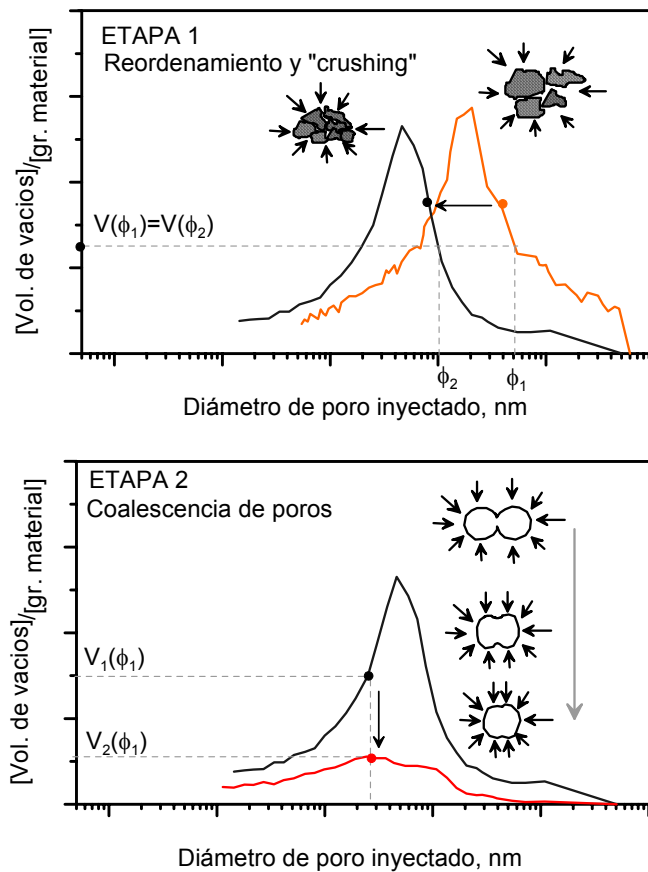 ETAPA 1
Reordenamiento y "crushing"
[Vol. de vacios]/[gr. material]
V(ϕ₁)=V(ϕ₂)
ϕ₂
ϕ₁
Diámetro de poro inyectado, nm
ETAPA 2
Coalescencia de poros
[Vol. de vacios]/[gr. material]
V₁(ϕ₁)
V₂(ϕ₁)
Diámetro de poro inyectado, nm